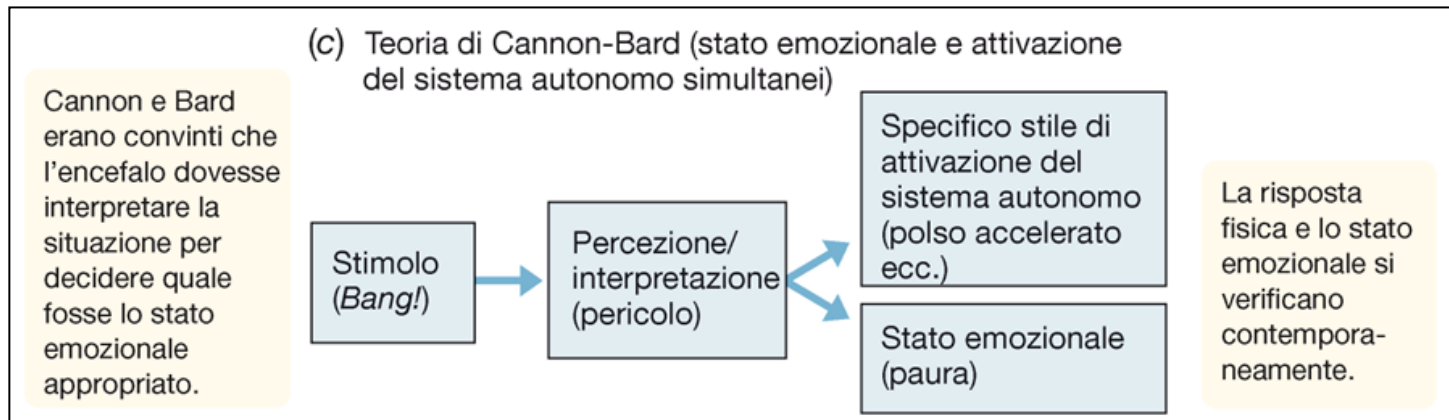 (c) Teoria di Cannon-Bard (stato emozionale e attivazione
del sistema autonomo simultanei)
Cannon e Bard
erano convinti che
l'encefalo dovesse
interpretare la
situazione per
decidere quale
fosse lo stato
emozionale
appropriato.
Stimolo
(Bang!)
Percezione/
interpretazione
(pericolo)
Specifico stile di
attivazione del
sistema autonomo
(polso accelerato
ecc.)
Stato emozionale
(paura)
La risposta
fisica e lo stato
emozionale si
verificano
contempora-
neamente.